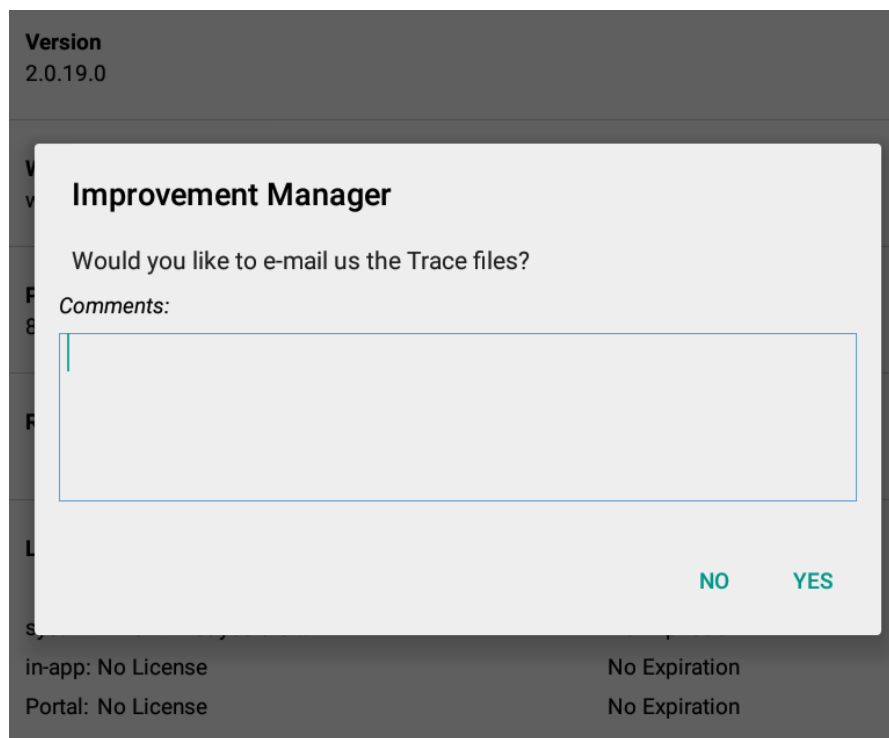 Version
2.0.19.0
Improvement Manager
Would you like to e-mail us the Trace files?
Comments:
NO YES
in-app: No License No Expiration
Portal: No License No Expiration